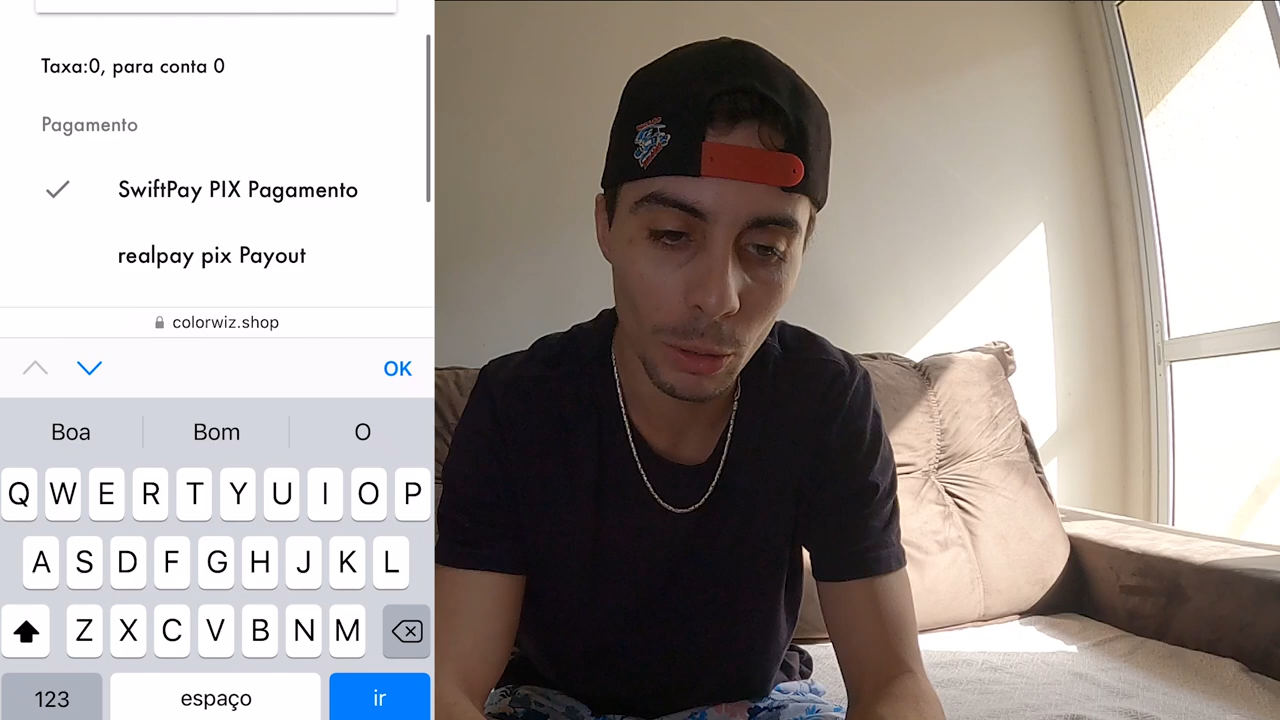 Taxa:0, para conta 0
Pagamento
SwiftPay PIX Pagamento
realpay pix Payout
colorwiz.shop
OK
Boa Bom O
Q W E R T Y U I O P
A S D F G H J K L
Z X C V B N M
123 espaço ir